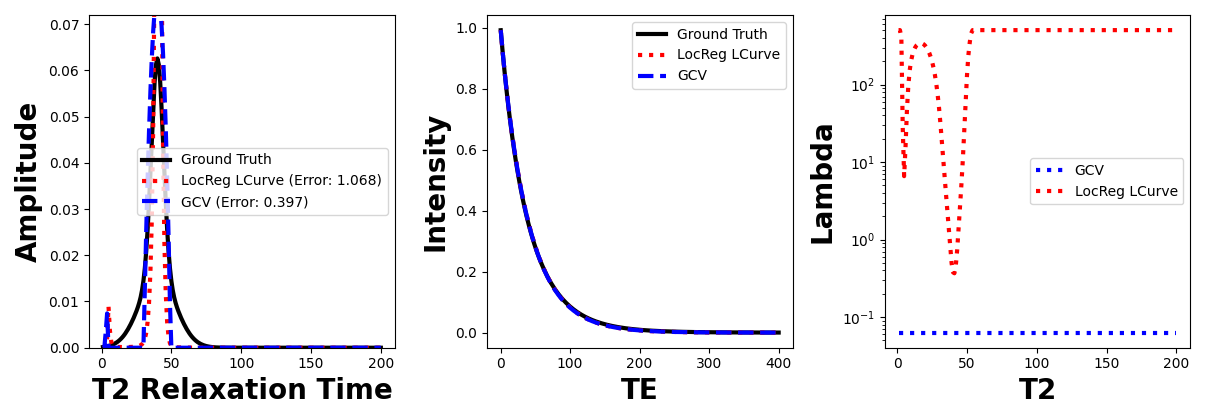 0.07
0.06
0.05
0.04
0.03
0.02
0.01
0.00
Amplitude
Ground Truth
LocReg LCurve (Error: 1.068)
GCV (Error: 0.397)
0
50
100
150
200
T2 Relaxation Time
1.0
0.8
0.6
0.4
0.2
0.0
Intensity
Ground Truth
LocReg LCurve
GCV
0
100
200
300
400
TE
10²
10¹
10⁰
10⁻¹
Lambda
GCV
LocReg LCurve
0
50
100
150
200
T2